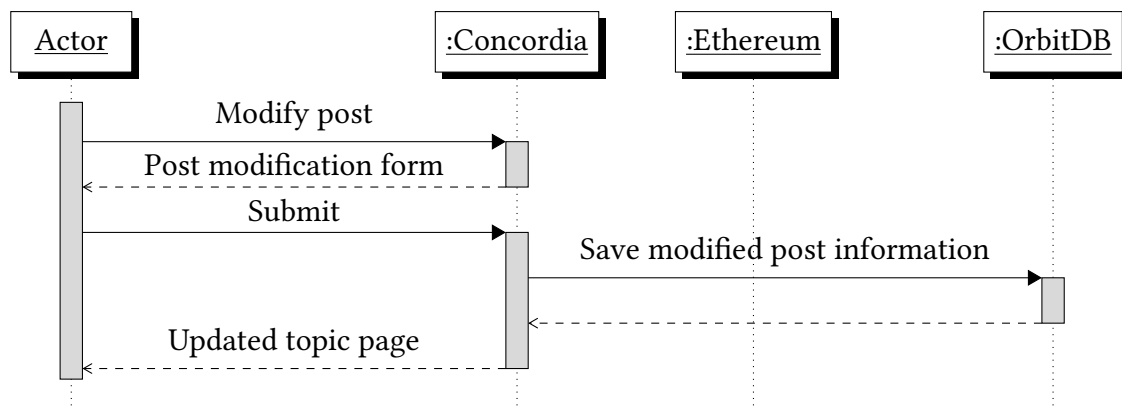 Actor
:Concordia
:Ethereum
:OrbitDB
Modify post
Post modification form
Submit
Save modified post information
Updated topic page